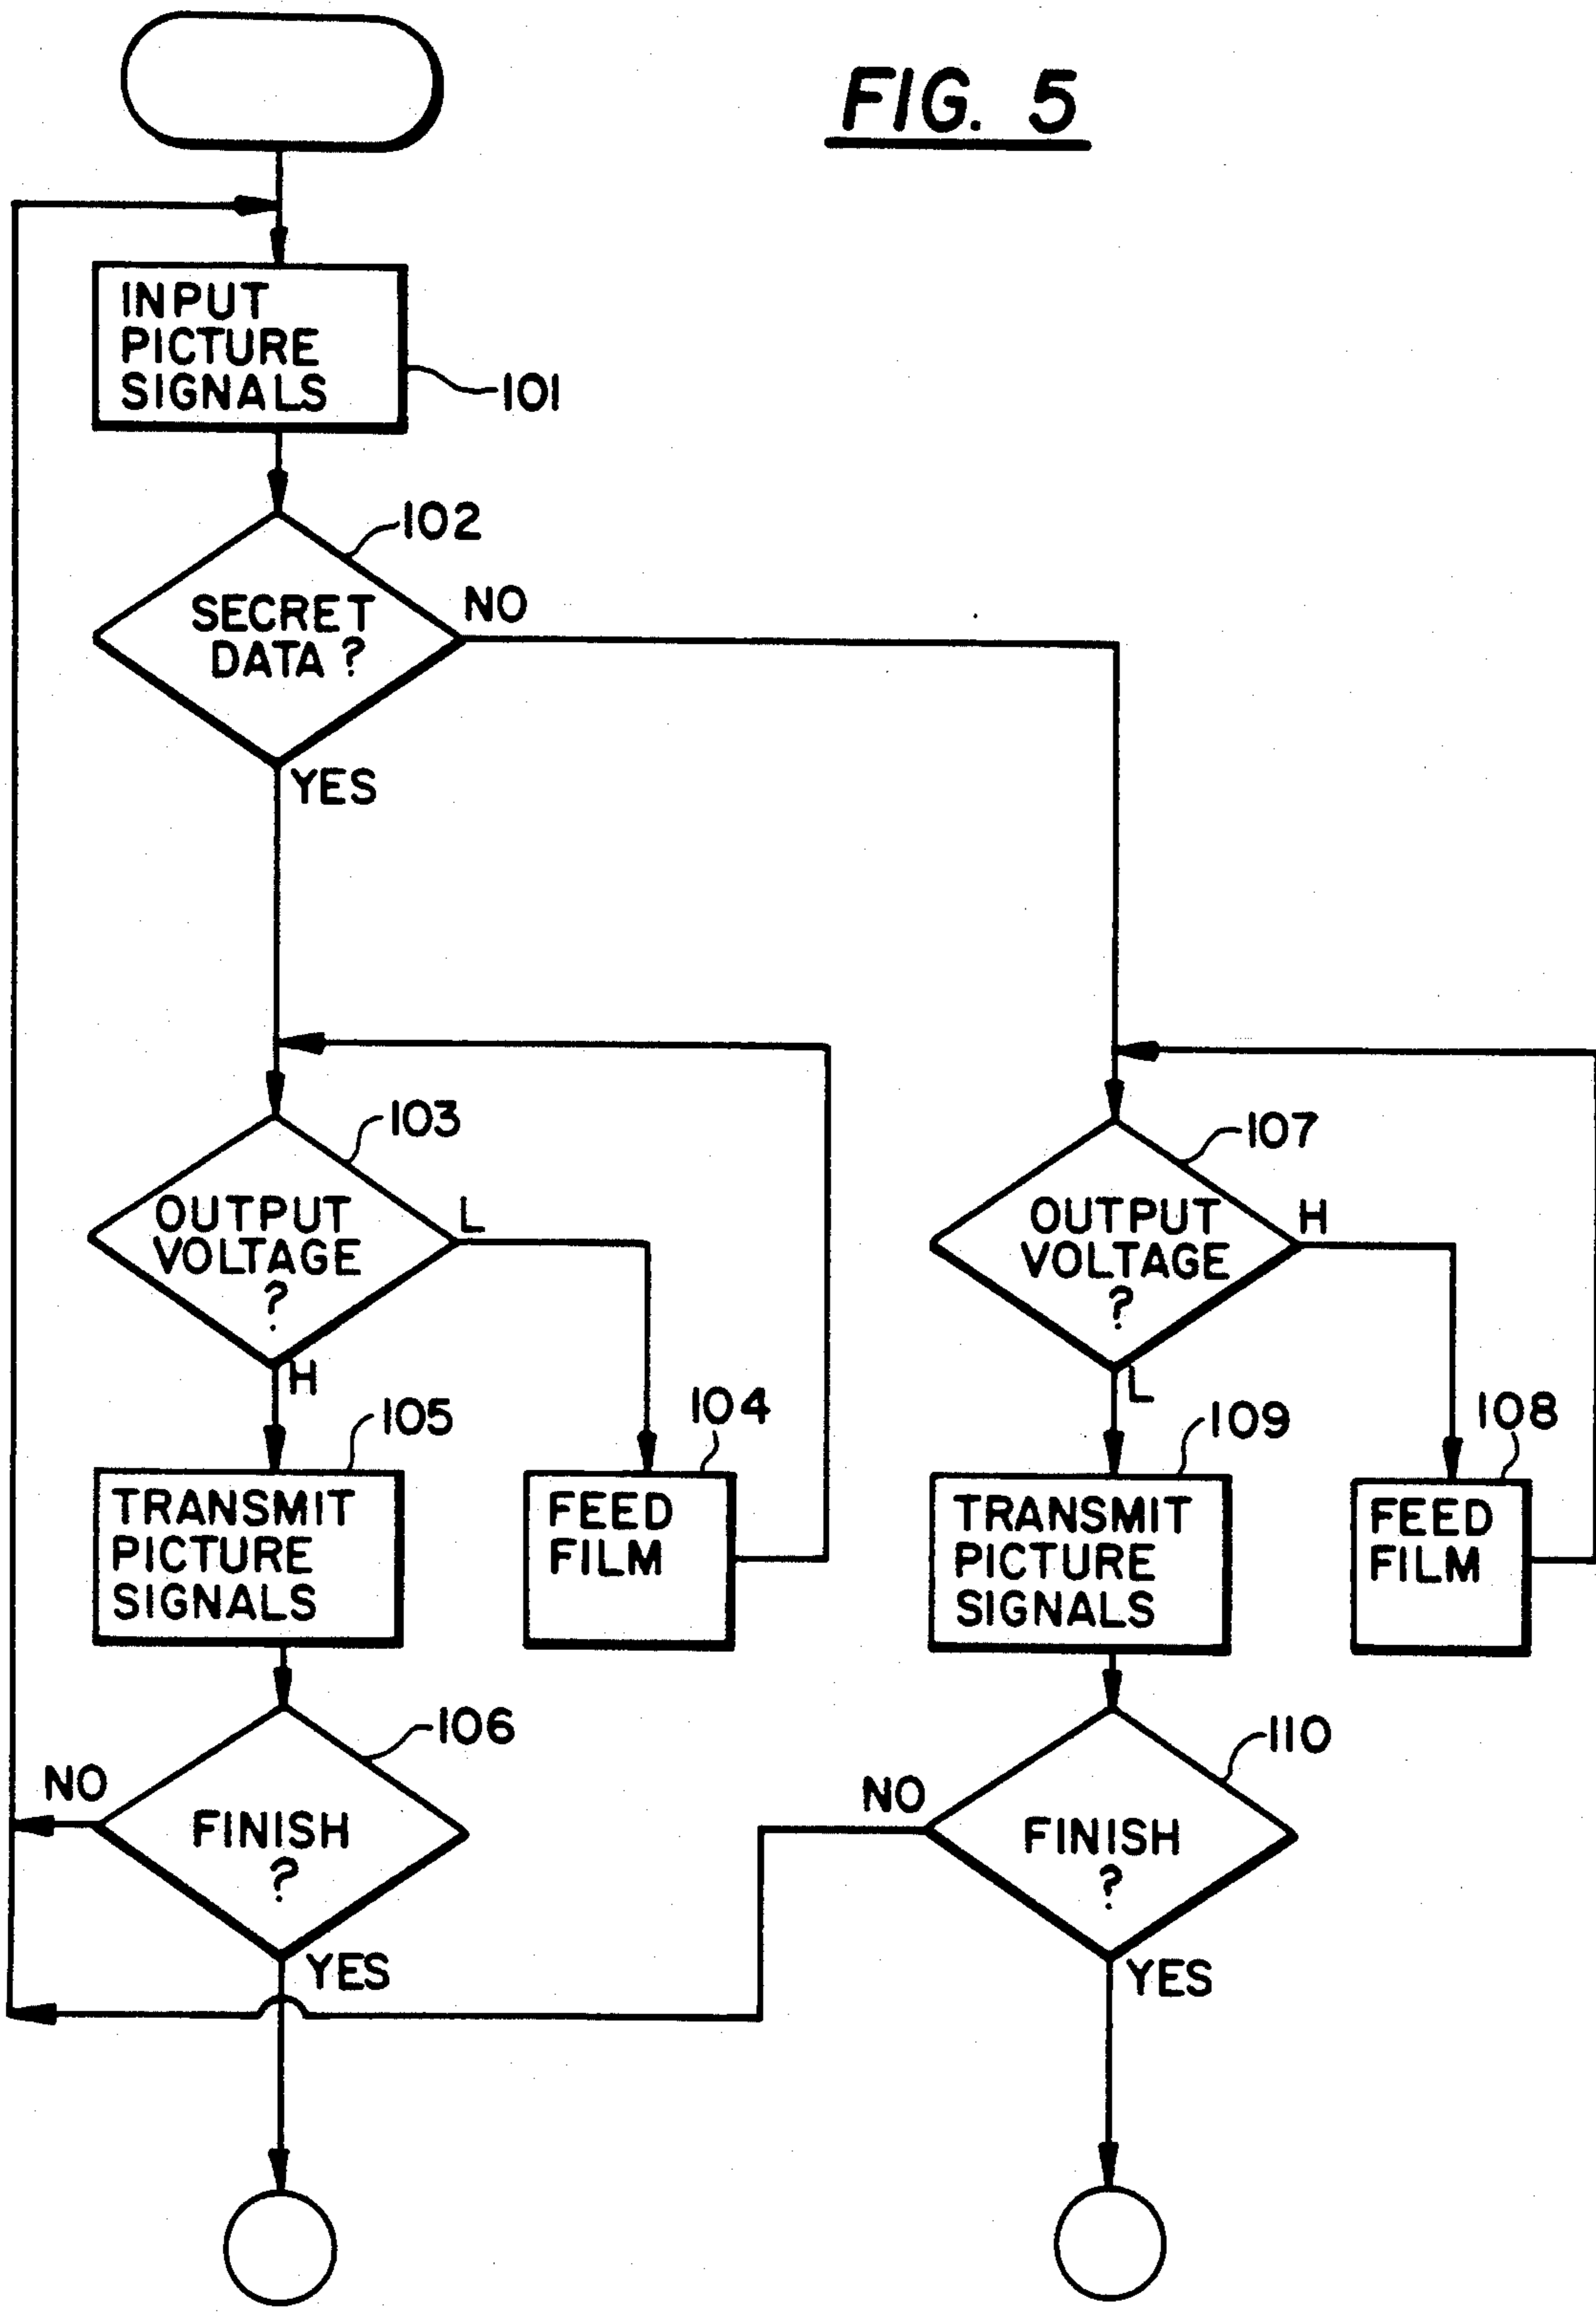 FIG. 5
INPUT
PICTURE
SIGNALS
101
102
SECRET
DATA ?
NO
YES
103
OUTPUT
VOLTAGE
?
L
H
107
OUTPUT
VOLTAGE
?
H
L
105
TRANSMIT
PICTURE
SIGNALS
104
FEED
FILM
109
TRANSMIT
PICTURE
SIGNALS
108
FEED
FILM
106
NO
FINISH
?
YES
110
NO
FINISH
?
YES